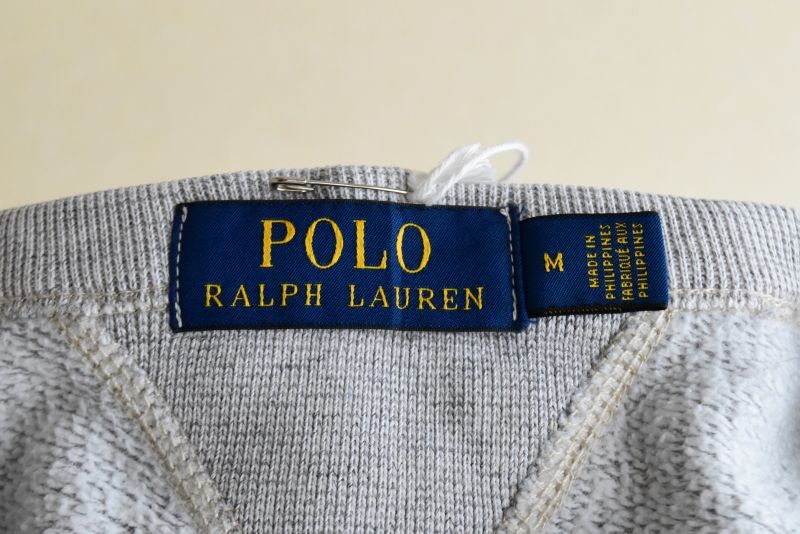 POLO
RALPH LAUREN
M
MADE IN
PHILIPPINES
FABRIQUÉ AUX
PHILIPPINES